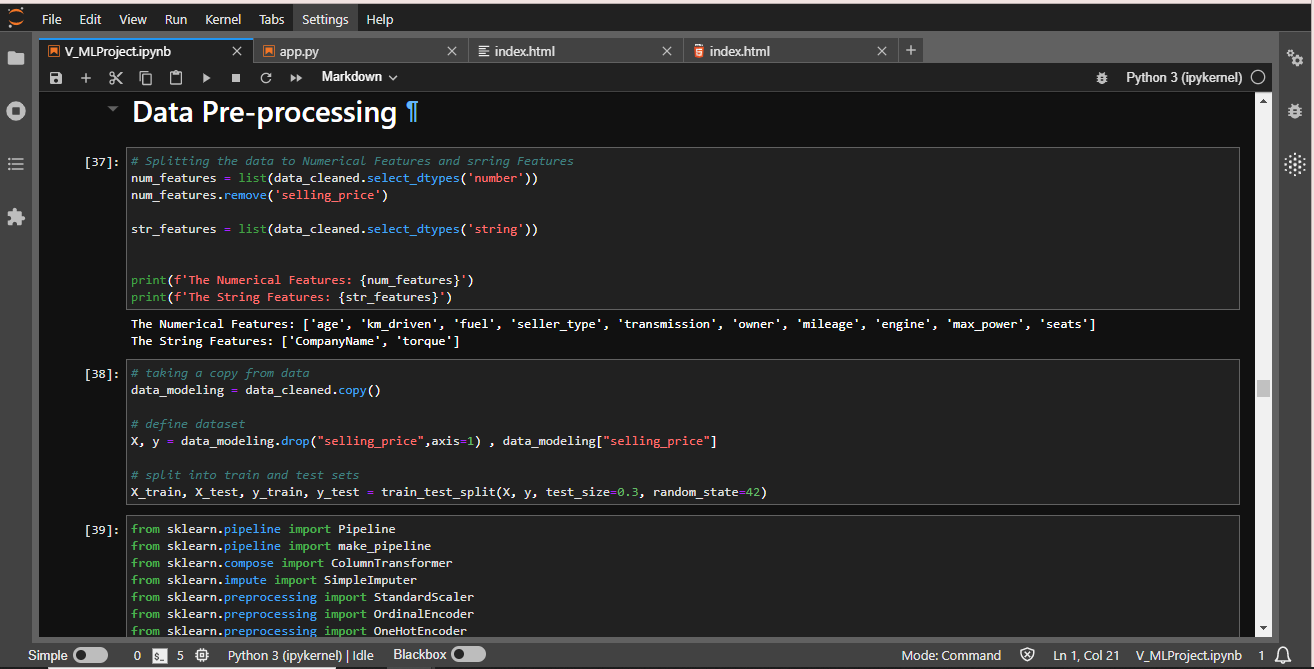 File Edit View Run Kernel Tabs Settings Help
V_MLProject.ipynb app.py index.html index.html
Markdown Python 3 (ipykernel)
Data Pre-processing ¶
[37]: # Splitting the data to Numerical Features and srring Features
num_features = list(data_cleaned.select_dtypes('number'))
num_features.remove('selling_price')
str_features = list(data_cleaned.select_dtypes('string'))
print(f'The Numerical Features: {num_features}')
print(f'The String Features: {str_features}')
The Numerical Features: ['age', 'km_driven', 'fuel', 'seller_type', 'transmission', 'owner', 'mileage', 'engine', 'max_power', 'seats']
The String Features: ['CompanyName', 'torque']
[38]: # taking a copy from data
data_modeling = data_cleaned.copy()
# define dataset
X, y = data_modeling.drop("selling_price",axis=1) , data_modeling["selling_price"]
# split into train and test sets
X_train, X_test, y_train, y_test = train_test_split(X, y, test_size=0.3, random_state=42)
[39]: from sklearn.pipeline import Pipeline
from sklearn.pipeline import make_pipeline
from sklearn.compose import ColumnTransformer
from sklearn.impute import SimpleImputer
from sklearn.preprocessing import StandardScaler
from sklearn.preprocessing import OrdinalEncoder
from sklearn.preprocessing import OneHotEncoder
Simple 0 $_ 5 Python 3 (ipykernel) | Idle Blackbox Mode: Command Ln 1, Col 21 V_MLProject.ipynb 1